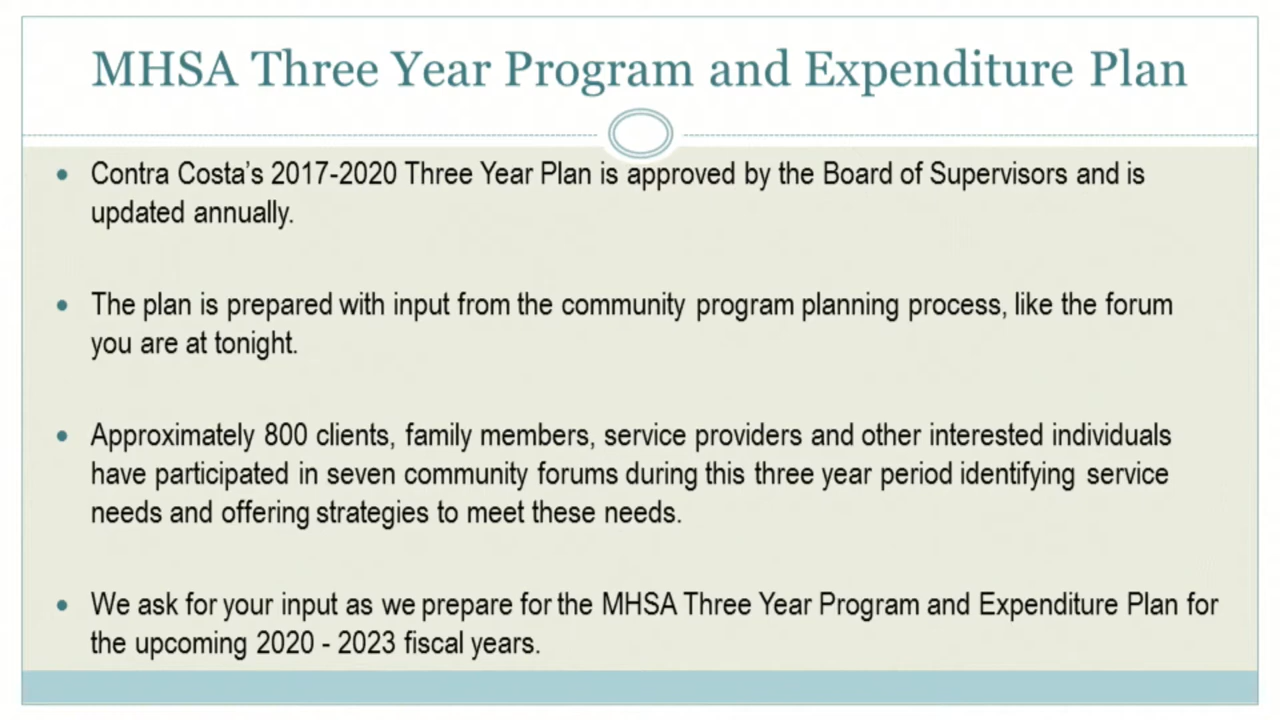 MHSA Three Year Program and Expenditure Plan
• Contra Costa's 2017-2020 Three Year Plan is approved by the Board of Supervisors and is
updated annually.
• The plan is prepared with input from the community program planning process, like the forum
you are at tonight.
• Approximately 800 clients, family members, service providers and other interested individuals
have participated in seven community forums during this three year period identifying service
needs and offering strategies to meet these needs.
• We ask for your input as we prepare for the MHSA Three Year Program and Expenditure Plan for
the upcoming 2020 - 2023 fiscal years.